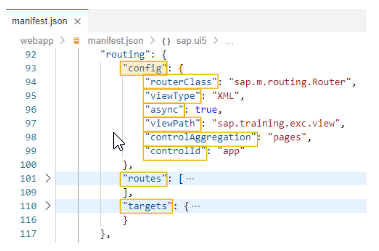 manifest.json ×
webapp > manifest.json > sap.ui5 > ...
92 "routing": {
93 "config": {
94 "routerClass": "sap.m.routing.Router",
95 "viewType": "XML",
96 "async": true,
97 "viewPath": "sap.training.exc.view",
98 "controlAggregation": "pages",
99 "controlId": "app"
100 },
101 > "routes": [ ...
109 ],
110 > "targets": { ...
116 }
117 },